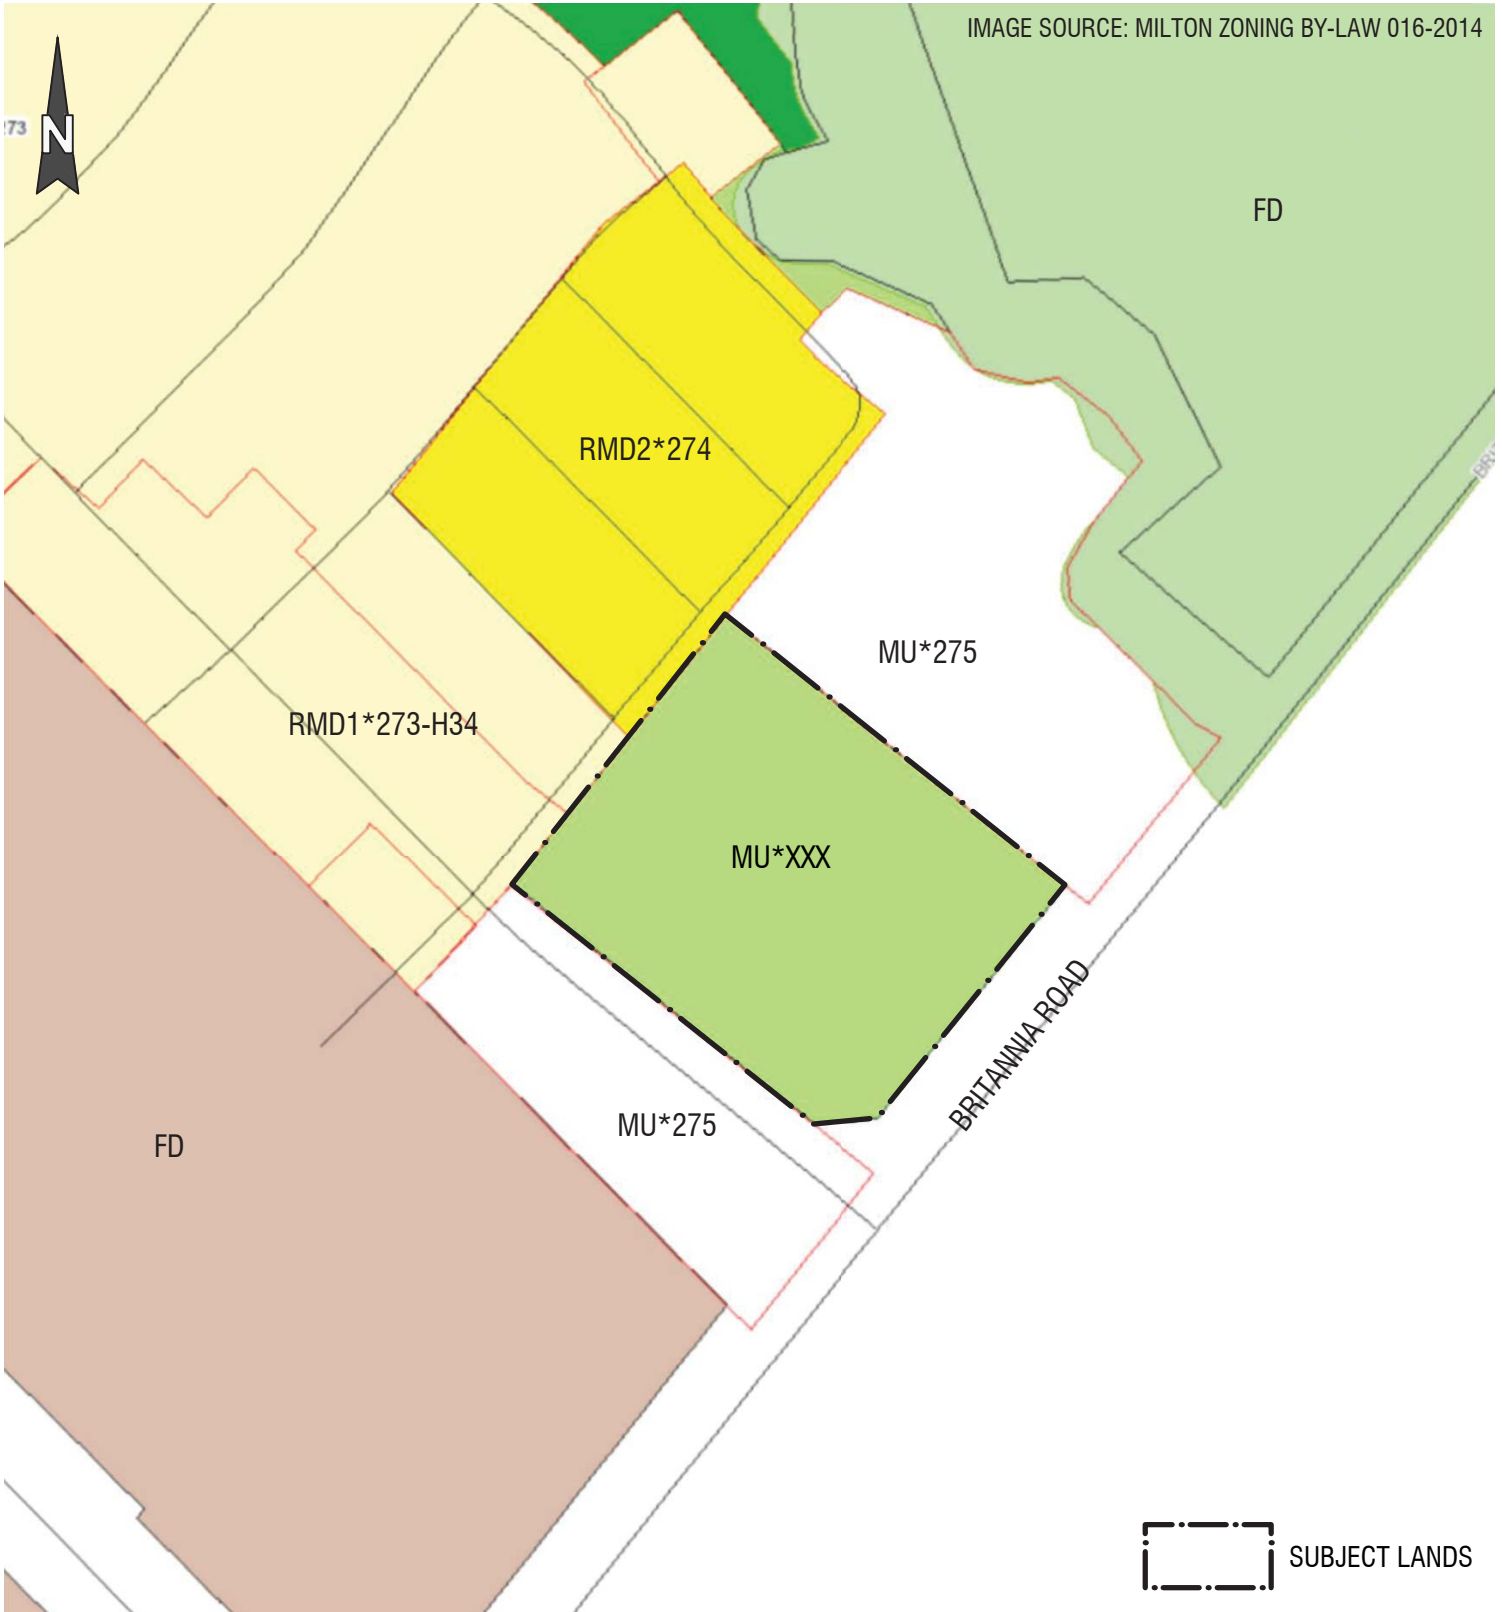 IMAGE SOURCE: MILTON ZONING BY-LAW 016-2014
N
273
FD
RMD2*274
MU*275
RMD1*273-H34
MU*XXX
BRITANNIA ROAD
MU*275
FD
SUBJECT LANDS